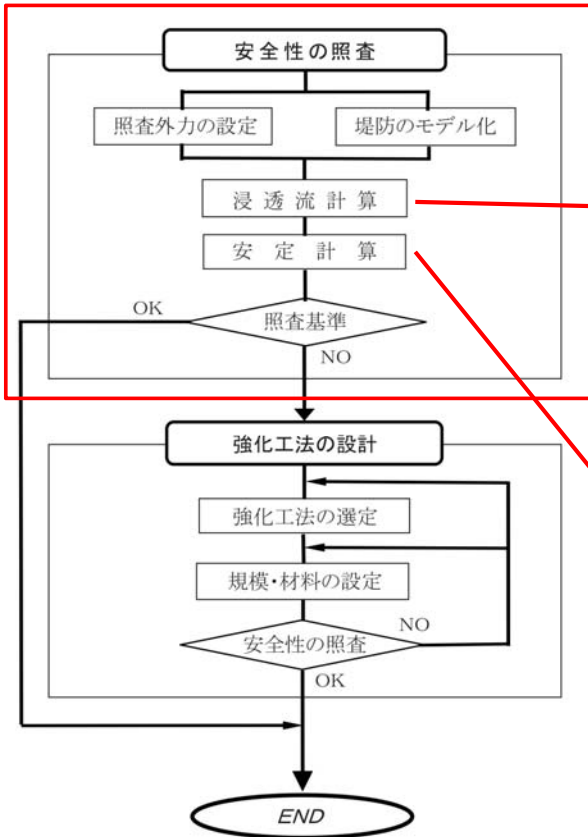 安全性の照査
照査外力の設定
堤防のモデル化
浸透流計算
安定計算
照査基準
OK
NO
強化工法の設計
強化工法の選定
規模・材料の設定
安全性の照査
NO
OK
END